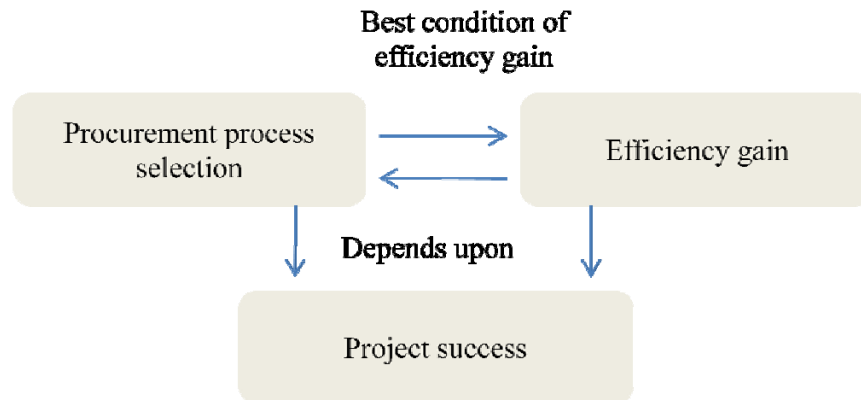 Best condition of
efficiency gain
Procurement process
selection
Efficiency gain
Depends upon
Project success